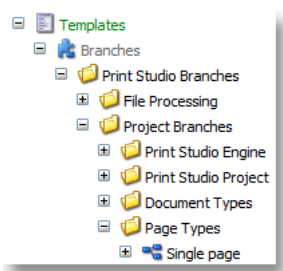 Templates
Branches
Print Studio Branches
File Processing
Project Branches
Print Studio Engine
Print Studio Project
Document Types
Page Types
Single page